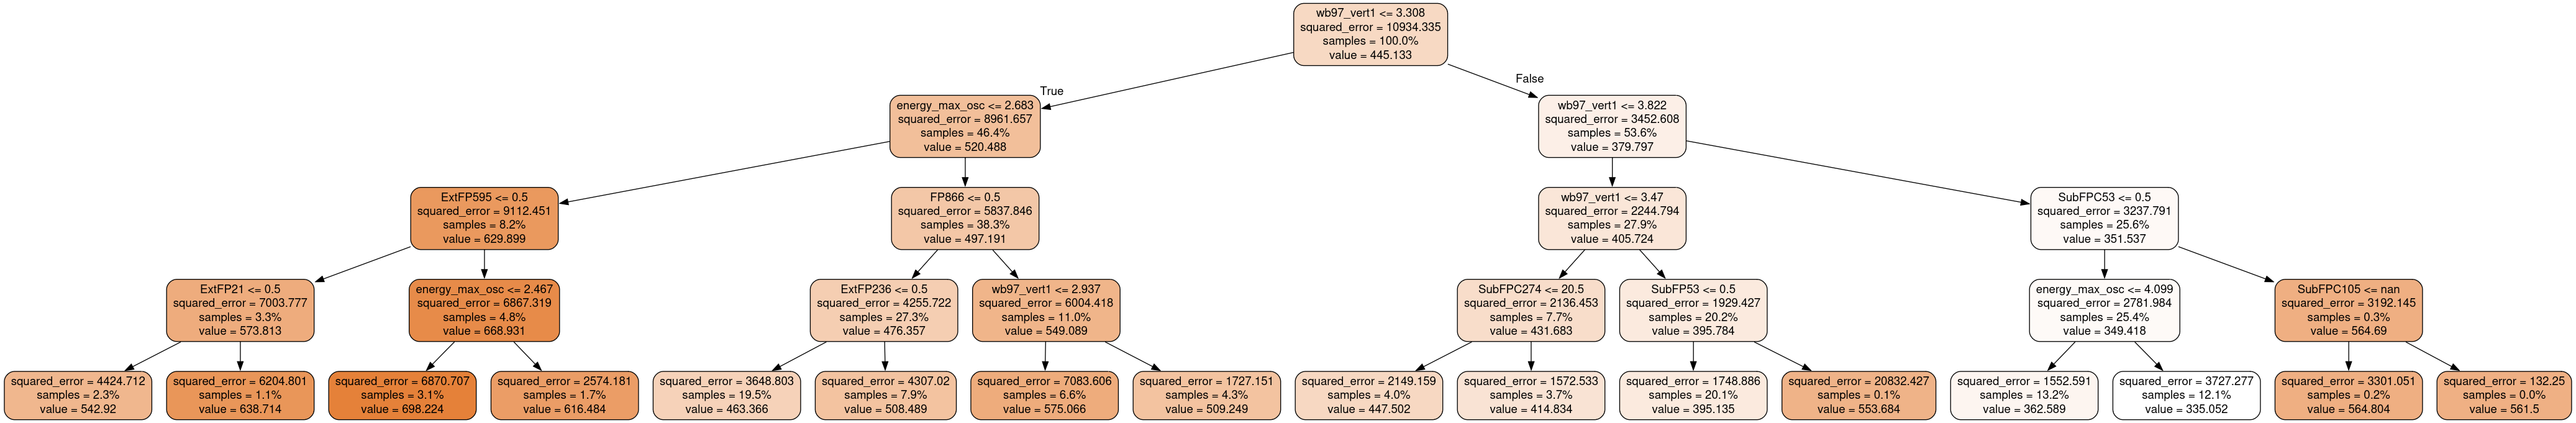 wb97_vert1 <= 3.308
squared_error = 10934.335
samples = 100.0%
value = 445.133
True
False
energy_max_osc <= 2.683
squared_error = 8961.657
samples = 46.4%
value = 520.488
wb97_vert1 <= 3.822
squared_error = 3452.608
samples = 53.6%
value = 379.797
ExtFP595 <= 0.5
squared_error = 9112.451
samples = 8.2%
value = 629.899
FP866 <= 0.5
squared_error = 5837.846
samples = 38.3%
value = 497.191
wb97_vert1 <= 3.47
squared_error = 2244.794
samples = 27.9%
value = 405.724
SubFPC53 <= 0.5
squared_error = 3237.791
samples = 25.6%
value = 351.537
ExtFP21 <= 0.5
squared_error = 7003.777
samples = 3.3%
value = 573.813
energy_max_osc <= 2.467
squared_error = 6867.319
samples = 4.8%
value = 668.931
ExtFP236 <= 0.5
squared_error = 4255.722
samples = 27.3%
value = 476.357
wb97_vert1 <= 2.937
squared_error = 6004.418
samples = 11.0%
value = 549.089
SubFPC274 <= 20.5
squared_error = 2136.453
samples = 7.7%
value = 431.683
SubFP53 <= 0.5
squared_error = 1929.427
samples = 20.2%
value = 395.784
energy_max_osc <= 4.099
squared_error = 2781.984
samples = 25.4%
value = 349.418
SubFPC105 <= nan
squared_error = 3192.145
samples = 0.3%
value = 564.69
squared_error = 4424.712
samples = 2.3%
value = 542.92
squared_error = 6204.801
samples = 1.1%
value = 638.714
squared_error = 6870.707
samples = 3.1%
value = 698.224
squared_error = 2574.181
samples = 1.7%
value = 616.484
squared_error = 3648.803
samples = 19.5%
value = 463.366
squared_error = 4307.02
samples = 7.9%
value = 508.489
squared_error = 7083.606
samples = 6.6%
value = 575.066
squared_error = 1727.151
samples = 4.3%
value = 509.249
squared_error = 2149.159
samples = 4.0%
value = 447.502
squared_error = 1572.533
samples = 3.7%
value = 414.834
squared_error = 1748.886
samples = 20.1%
value = 395.135
squared_error = 20832.427
samples = 0.1%
value = 553.684
squared_error = 1552.591
samples = 13.2%
value = 362.589
squared_error = 3727.277
samples = 12.1%
value = 335.052
squared_error = 3301.051
samples = 0.2%
value = 564.804
squared_error = 132.25
samples = 0.0%
value = 561.5